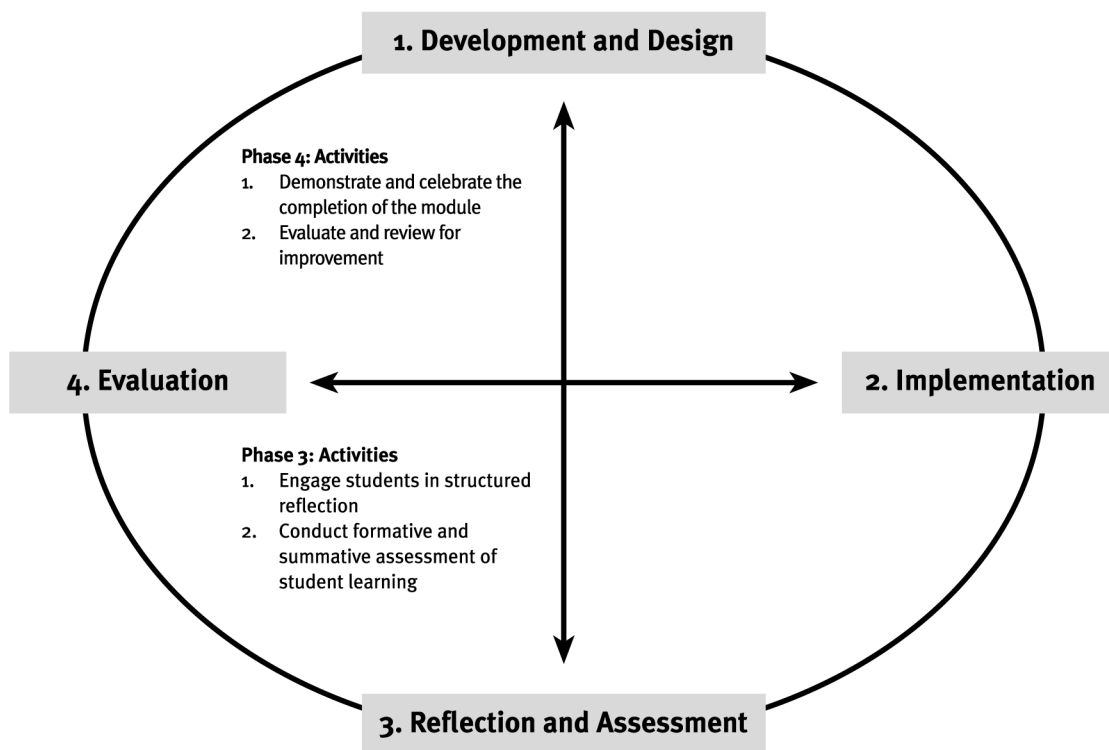 1. Development and Design
Phase 4: Activities
1. Demonstrate and celebrate the
completion of the module
2. Evaluate and review for
improvement
4. Evaluation
2. Implementation
Phase 3: Activities
1. Engage students in structured
reflection
2. Conduct formative and
summative assessment of
student learning
3. Reflection and Assessment